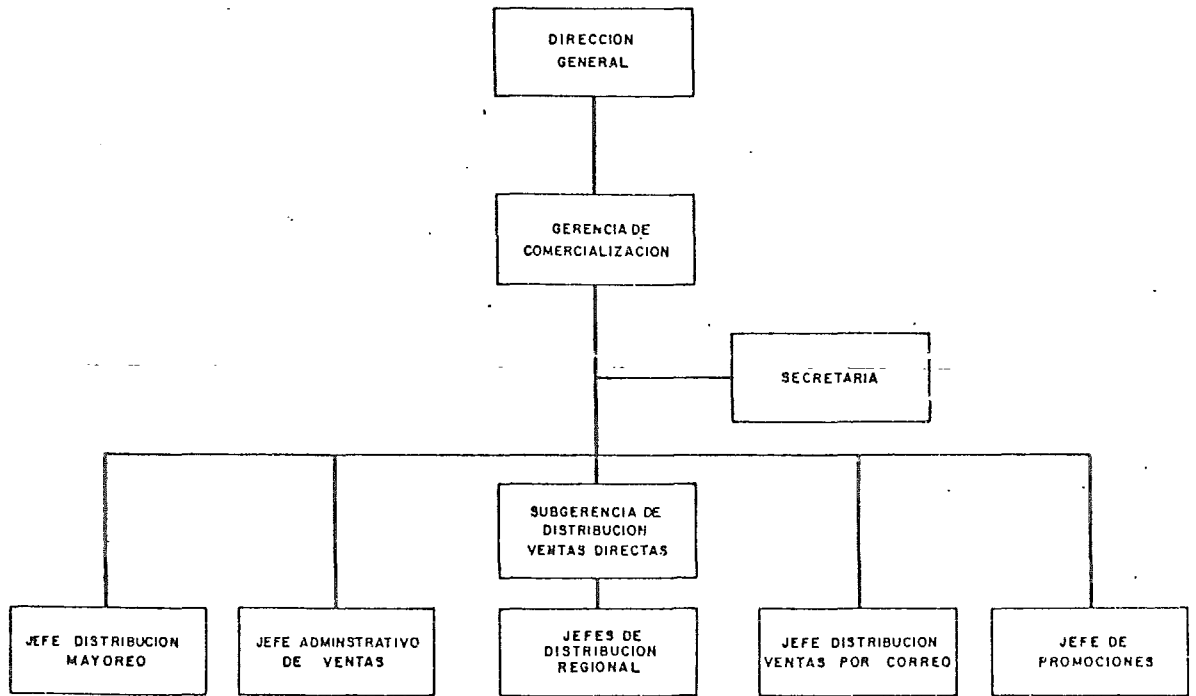 DIRECCION
GENERAL
GERENCIA DE
COMERCIALIZACION
SECRETARIA
SUBGERENCIA DE
DISTRIBUCION
VENTAS DIRECTAS
JEFE DISTRIBUCION
MAYOREO
JEFE ADMINSTRATIVO
DE VENTAS
JEFES DE
DISTRIBUCION
REGIONAL
JEFE DISTRIBUCION
VENTAS POR CORREO
JEFE DE
PROMOCIONES